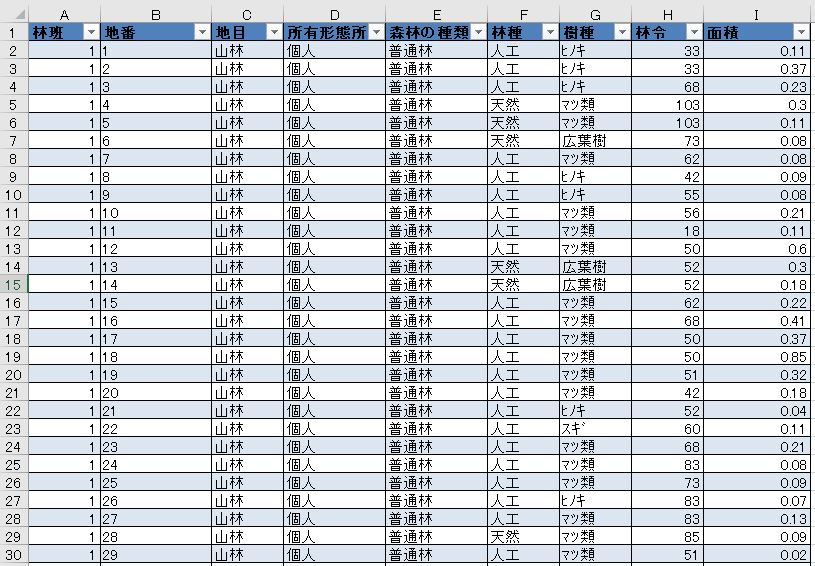 A B C D E F G H I
1 林班 地番 地目 所有形態所 森林の種類 林種 樹種 林令 面積
2 1 1 山林 個人 普通林 人工 ﾋﾉｷ 33 0.11
3 1 2 山林 個人 普通林 人工 ﾋﾉｷ 33 0.37
4 1 3 山林 個人 普通林 人工 ﾋﾉｷ 68 0.23
5 1 4 山林 個人 普通林 天然 ﾏﾂ類 103 0.3
6 1 5 山林 個人 普通林 天然 ﾏﾂ類 103 0.11
7 1 6 山林 個人 普通林 天然 広葉樹 73 0.08
8 1 7 山林 個人 普通林 人工 ﾏﾂ類 62 0.08
9 1 8 山林 個人 普通林 人工 ﾋﾉｷ 42 0.09
10 1 9 山林 個人 普通林 人工 ﾋﾉｷ 55 0.08
11 1 10 山林 個人 普通林 人工 ﾏﾂ類 56 0.21
12 1 11 山林 個人 普通林 人工 ﾏﾂ類 18 0.11
13 1 12 山林 個人 普通林 人工 ﾏﾂ類 50 0.6
14 1 13 山林 個人 普通林 天然 広葉樹 52 0.3
15 1 14 山林 個人 普通林 天然 広葉樹 52 0.18
16 1 15 山林 個人 普通林 人工 ﾏﾂ類 62 0.22
17 1 16 山林 個人 普通林 人工 ﾏﾂ類 68 0.41
18 1 17 山林 個人 普通林 人工 ﾏﾂ類 50 0.37
19 1 18 山林 個人 普通林 人工 ﾏﾂ類 50 0.85
20 1 19 山林 個人 普通林 人工 ﾏﾂ類 51 0.32
21 1 20 山林 個人 普通林 人工 ﾏﾂ類 42 0.18
22 1 21 山林 個人 普通林 人工 ﾋﾉｷ 52 0.04
23 1 22 山林 個人 普通林 人工 ｽｷﾞ 60 0.11
24 1 23 山林 個人 普通林 人工 ﾏﾂ類 68 0.21
25 1 24 山林 個人 普通林 人工 ﾏﾂ類 83 0.08
26 1 25 山林 個人 普通林 人工 ﾏﾂ類 73 0.09
27 1 26 山林 個人 普通林 人工 ﾋﾉｷ 83 0.07
28 1 27 山林 個人 普通林 人工 ﾏﾂ類 83 0.13
29 1 28 山林 個人 普通林 天然 ﾏﾂ類 85 0.09
30 1 29 山林 個人 普通林 人工 ﾏﾂ類 51 0.02